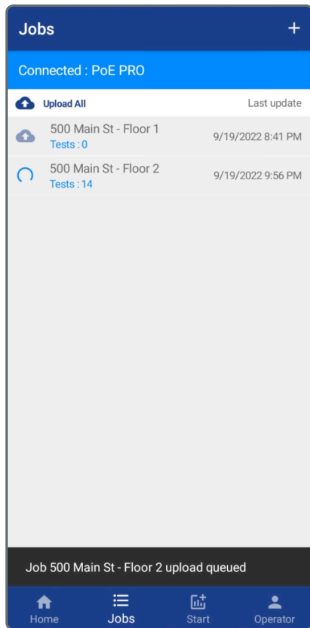 Jobs +
Connected : PoE PRO
Upload All Last update
500 Main St - Floor 1
Tests : 0 9/19/2022 8:41 PM
500 Main St - Floor 2
Tests : 14 9/19/2022 9:56 PM
Job 500 Main St - Floor 2 upload queued
Home Jobs Start Operator